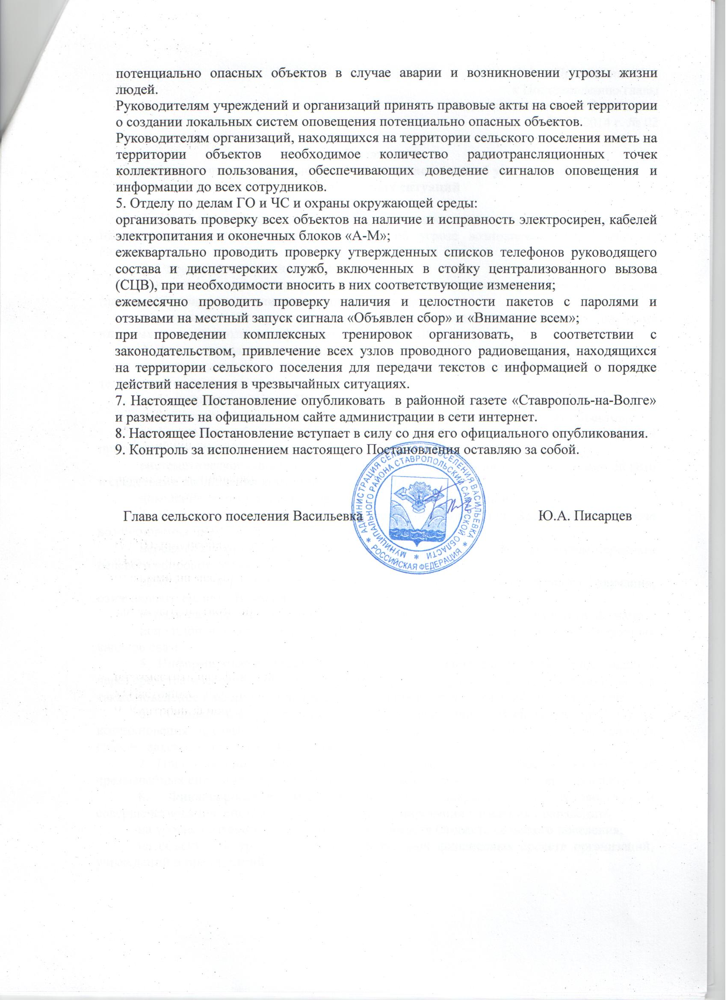 потенциально опасных объектов в случае аварии и возникновении угрозы жизни
людей.
Руководителям учреждений и организаций принять правовые акты на своей территории
о создании локальных систем оповещения потенциально опасных объектов.
Руководителям организаций, находящихся на территории сельского поселения иметь на
территории объектов необходимое количество радиотрансляционных точек
коллективного пользования, обеспечивающих доведение сигналов оповещения и
информации до всех сотрудников.
5. Отделу по делам ГО и ЧС и охраны окружающей среды:
организовать проверку всех объектов на наличие и исправность электросирен, кабелей
электропитания и оконечных блоков «А-М»;
ежеквартально проводить проверку утвержденных списков телефонов руководящего
состава и диспетчерских служб, включенных в стойку централизованного вызова
(СЦВ), при необходимости вносить в них соответствующие изменения;
ежемесячно проводить проверку наличия и целостности пакетов с паролями и
отзывами на местный запуск сигнала «Объявлен сбор» и «Внимание всем»;
при проведении комплексных тренировок организовать, в соответствии с
законодательством, привлечение всех узлов проводного радиовещания, находящихся
на территории сельского поселения для передачи текстов с информацией о порядке
действий населения в чрезвычайных ситуациях.
7. Настоящее Постановление опубликовать в районной газете «Ставрополь-на-Волге»
и разместить на официальном сайте администрации в сети интернет.
8. Настоящее Постановление вступает в силу со дня его официального опубликования.
9. Контроль за исполнением настоящего Постановления оставляю за собой.
Глава сельского поселения Васильевка Ю.А. Писарцев
АДМИНИСТРАЦИЯ СЕЛЬСКОГО ПОСЕЛЕНИЯ ВАСИЛЬЕВКА
* РОССИЙСКАЯ ФЕДЕРАЦИЯ *
МУНИЦИПАЛЬНОГО РАЙОНА СТАВРОПОЛЬСКИЙ САМАРСКОЙ ОБЛАСТИ *